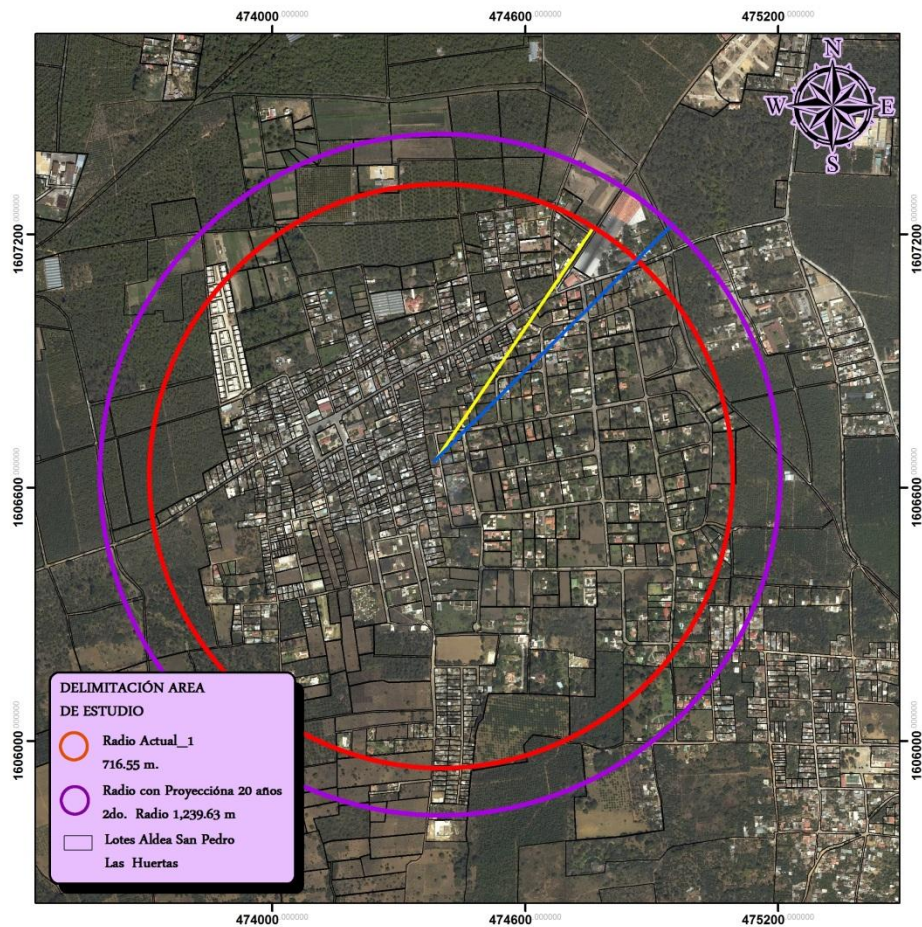 474000.000000 474600.000000 475200.000000
N
W E
S
1607200.000000 1607200.000000
1606600.000000 1606600.000000
1606000.000000 1606000.000000
DELIMITACIÓN AREA
DE ESTUDIO
Radio Actual_1
716.55 m.
Radio con Proyeccióna 20 años
2do. Radio 1,239.63 m
Lotes Aldea San Pedro
Las Huertas
474000.000000 474600.000000 475200.000000